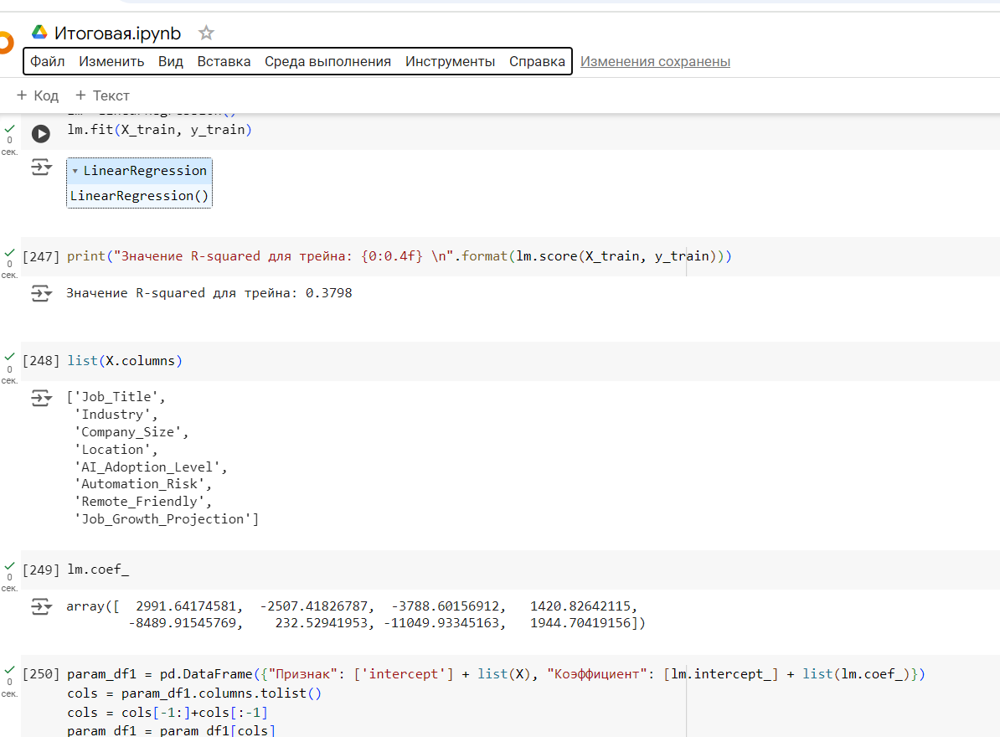 Итоговая.ipynb
Файл Изменить Вид Вставка Среда выполнения Инструменты Справка Изменения сохранены
+ Код + Текст
lm.fit(X_train, y_train)
0
сек.
LinearRegression
LinearRegression()
[247] print("Значение R-squared для трейна: {0:0.4f} \n".format(lm.score(X_train, y_train)))
0
сек.
Значение R-squared для трейна: 0.3798
[248] list(X.columns)
0
сек.
['Job_Title',
'Industry',
'Company_Size',
'Location',
'AI_Adoption_Level',
'Automation_Risk',
'Remote_Friendly',
'Job_Growth_Projection']
[249] lm.coef_
0
сек.
array([ 2991.64174581, -2507.41826787, -3788.60156912, 1420.82642115,
-8489.91545769, 232.52941953, -11049.93345163, 1944.70419156])
[250] param_df1 = pd.DataFrame({"Признак": ['intercept'] + list(X), "Коэффициент": [lm.intercept_] + list(lm.coef_)})
0
сек.
cols = param_df1.columns.tolist()
cols = cols[-1:]+cols[:-1]
param_df1 = param_df1[cols]